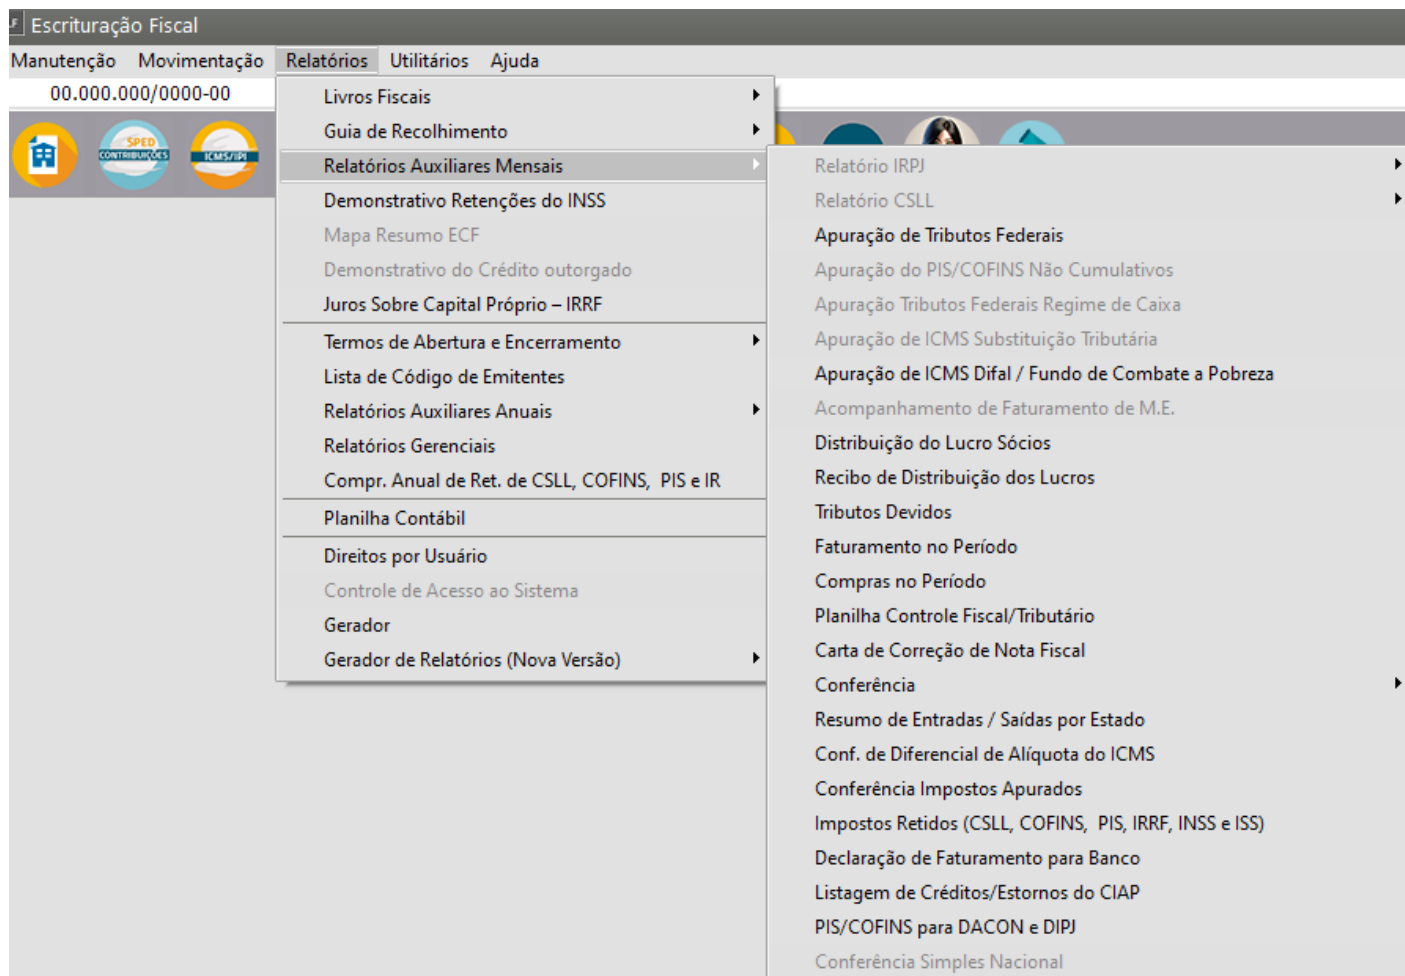 Escrituração Fiscal
Manutenção Movimentação Relatórios Utilitários Ajuda
00.000.000/0000-00
SPED
CONTRIBUIÇÕES
ICMS/IPI
Livros Fiscais
Guia de Recolhimento
Relatórios Auxiliares Mensais
Demonstrativo Retenções do INSS
Mapa Resumo ECF
Demonstrativo do Crédito outorgado
Juros Sobre Capital Próprio – IRRF
Termos de Abertura e Encerramento
Lista de Código de Emitentes
Relatórios Auxiliares Anuais
Relatórios Gerenciais
Compr. Anual de Ret. de CSLL, COFINS,  PIS e IR
Planilha Contábil
Direitos por Usuário
Controle de Acesso ao Sistema
Gerador
Gerador de Relatórios (Nova Versão)
Relatório IRPJ
Relatório CSLL
Apuração de Tributos Federais
Apuração do PIS/COFINS Não Cumulativos
Apuração Tributos Federais Regime de Caixa
Apuração de ICMS Substituição Tributária
Apuração de ICMS Difal / Fundo de Combate a Pobreza
Acompanhamento de Faturamento de M.E.
Distribuição do Lucro Sócios
Recibo de Distribuição dos Lucros
Tributos Devidos
Faturamento no Período
Compras no Período
Planilha Controle Fiscal/Tributário
Carta de Correção de Nota Fiscal
Conferência
Resumo de Entradas / Saídas por Estado
Conf. de Diferencial de Alíquota do ICMS
Conferência Impostos Apurados
Impostos Retidos (CSLL, COFINS,  PIS, IRRF, INSS e ISS)
Declaração de Faturamento para Banco
Listagem de Créditos/Estornos do CIAP
PIS/COFINS para DACON e DIPJ
Conferência Simples Nacional